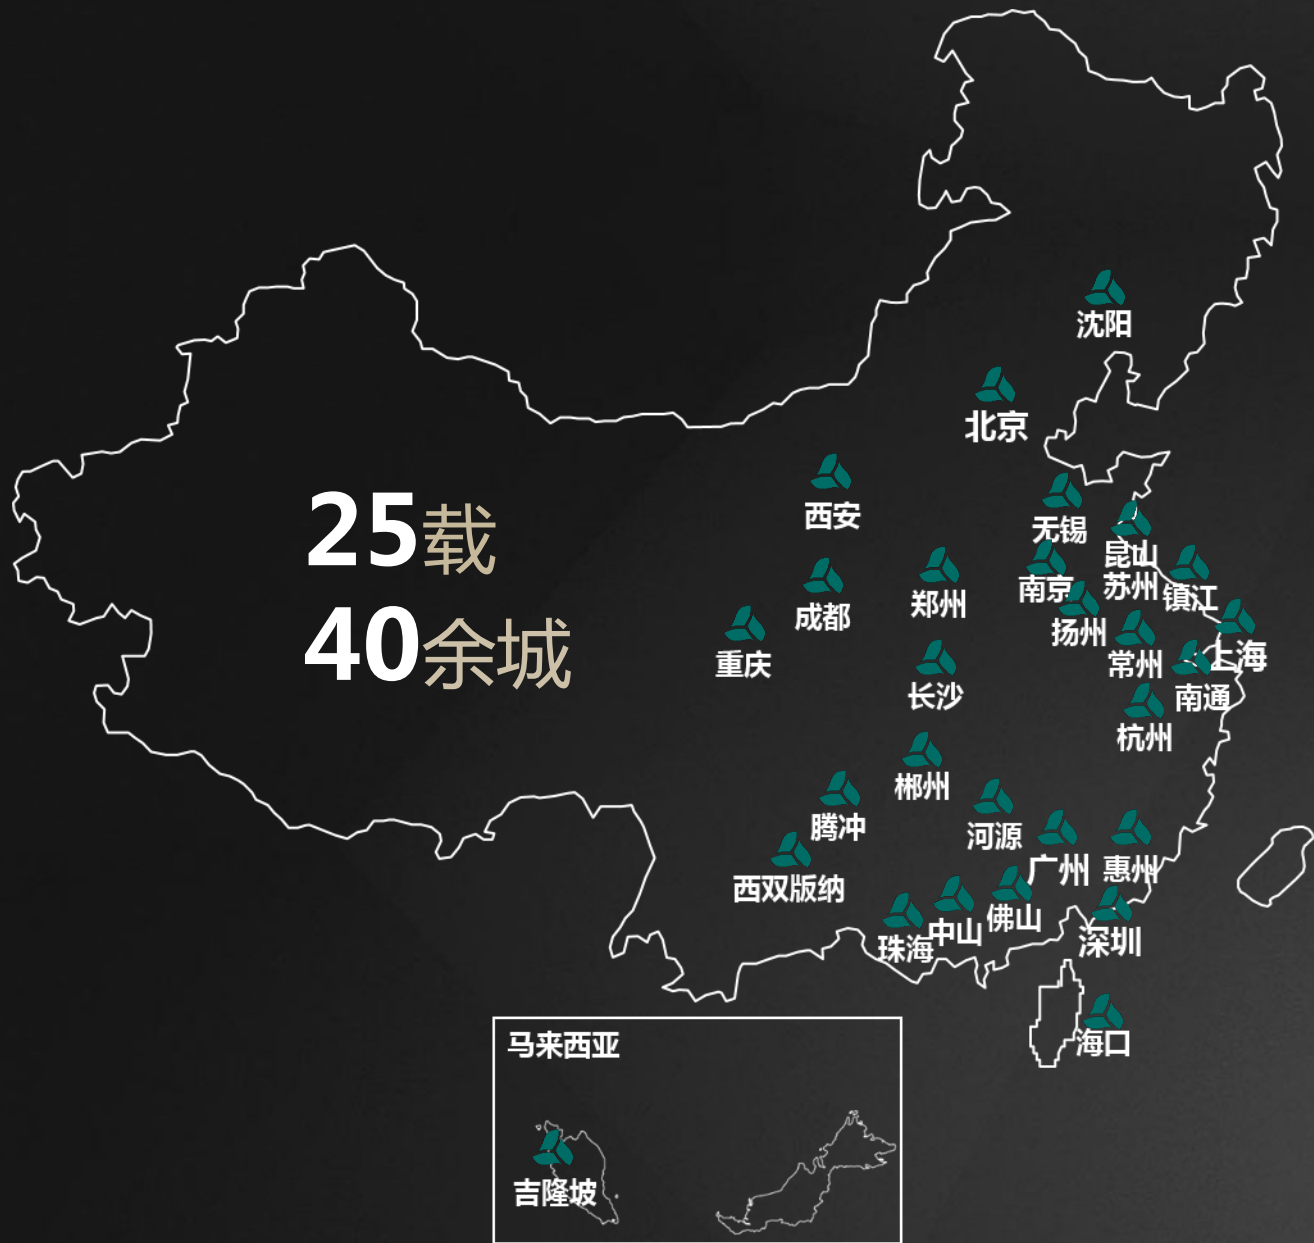 沈阳
北京
西安
无锡
25载
昆山
苏州
南京
镇江
郑州
成都
扬州
40余城
重庆
常州
上海
长沙
南通
杭州
郴州
腾冲
河源
广州
惠州
西双版纳
佛山
中山
珠海
深圳
马来西亚
海口
吉隆坡